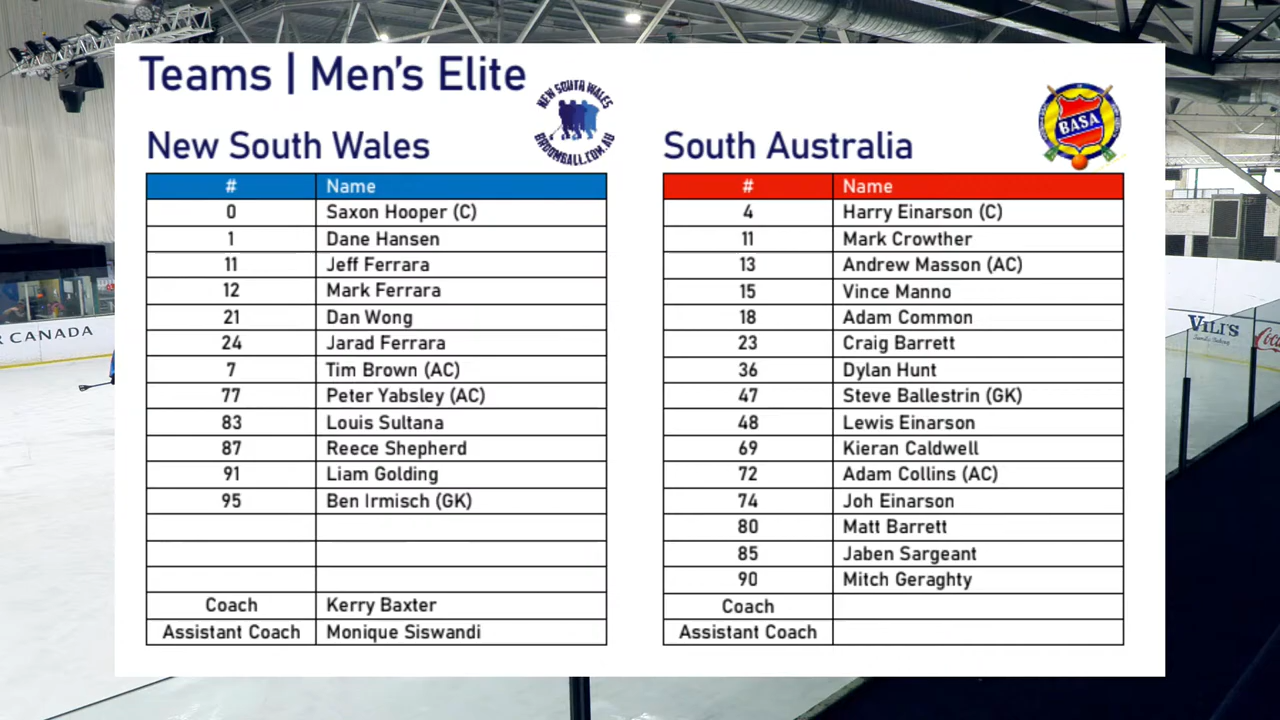 Teams | Men's Elite
New South Wales
NEW SOUTH WALES
BROOMBALL.COM.AU
# Name
0 Saxon Hooper (C)
1 Dane Hansen
11 Jeff Ferrara
12 Mark Ferrara
21 Dan Wong
24 Jarad Ferrara
7 Tim Brown (AC)
77 Peter Yabsley (AC)
83 Louis Sultana
87 Reece Shepherd
91 Liam Golding
95 Ben Irmisch (GK)
Coach Kerry Baxter
Assistant Coach Monique Siswandi
South Australia
BASA
# Name
4 Harry Einarson (C)
11 Mark Crowther
13 Andrew Masson (AC)
15 Vince Manno
18 Adam Common
23 Craig Barrett
36 Dylan Hunt
47 Steve Ballestrin (GK)
48 Lewis Einarson
69 Kieran Caldwell
72 Adam Collins (AC)
74 Joh Einarson
80 Matt Barrett
85 Jaben Sargeant
90 Mitch Geraghty
Coach
Assistant Coach
R CANADA
VILI'S